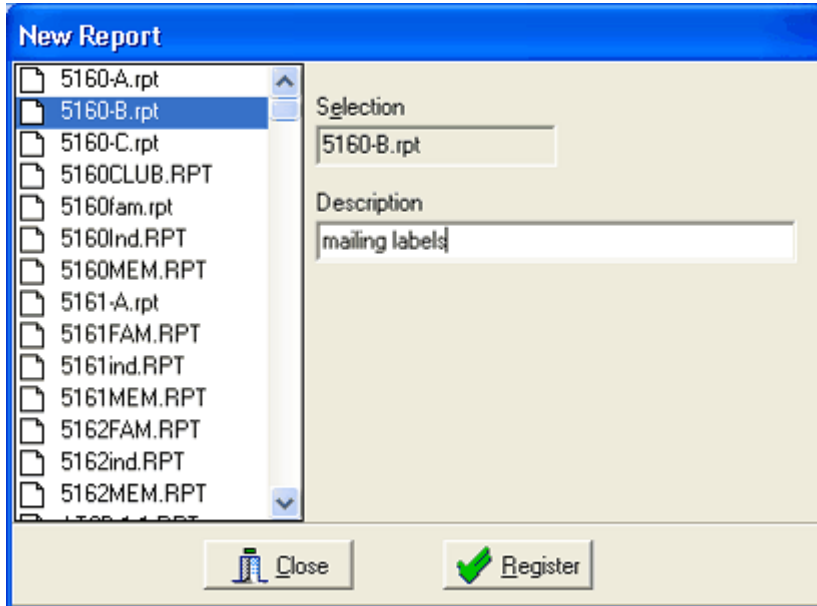 New Report
5160-A.rpt
5160-B.rpt
5160-C.rpt
5160CLUB.RPT
5160fam.rpt
5160Ind.RPT
5160MEM.RPT
5161-A.rpt
5161FAM.RPT
5161ind.RPT
5161MEM.RPT
5162FAM.RPT
5162ind.RPT
5162MEM.RPT
Selection
5160-B.rpt
Description
mailing labels
Close
Register